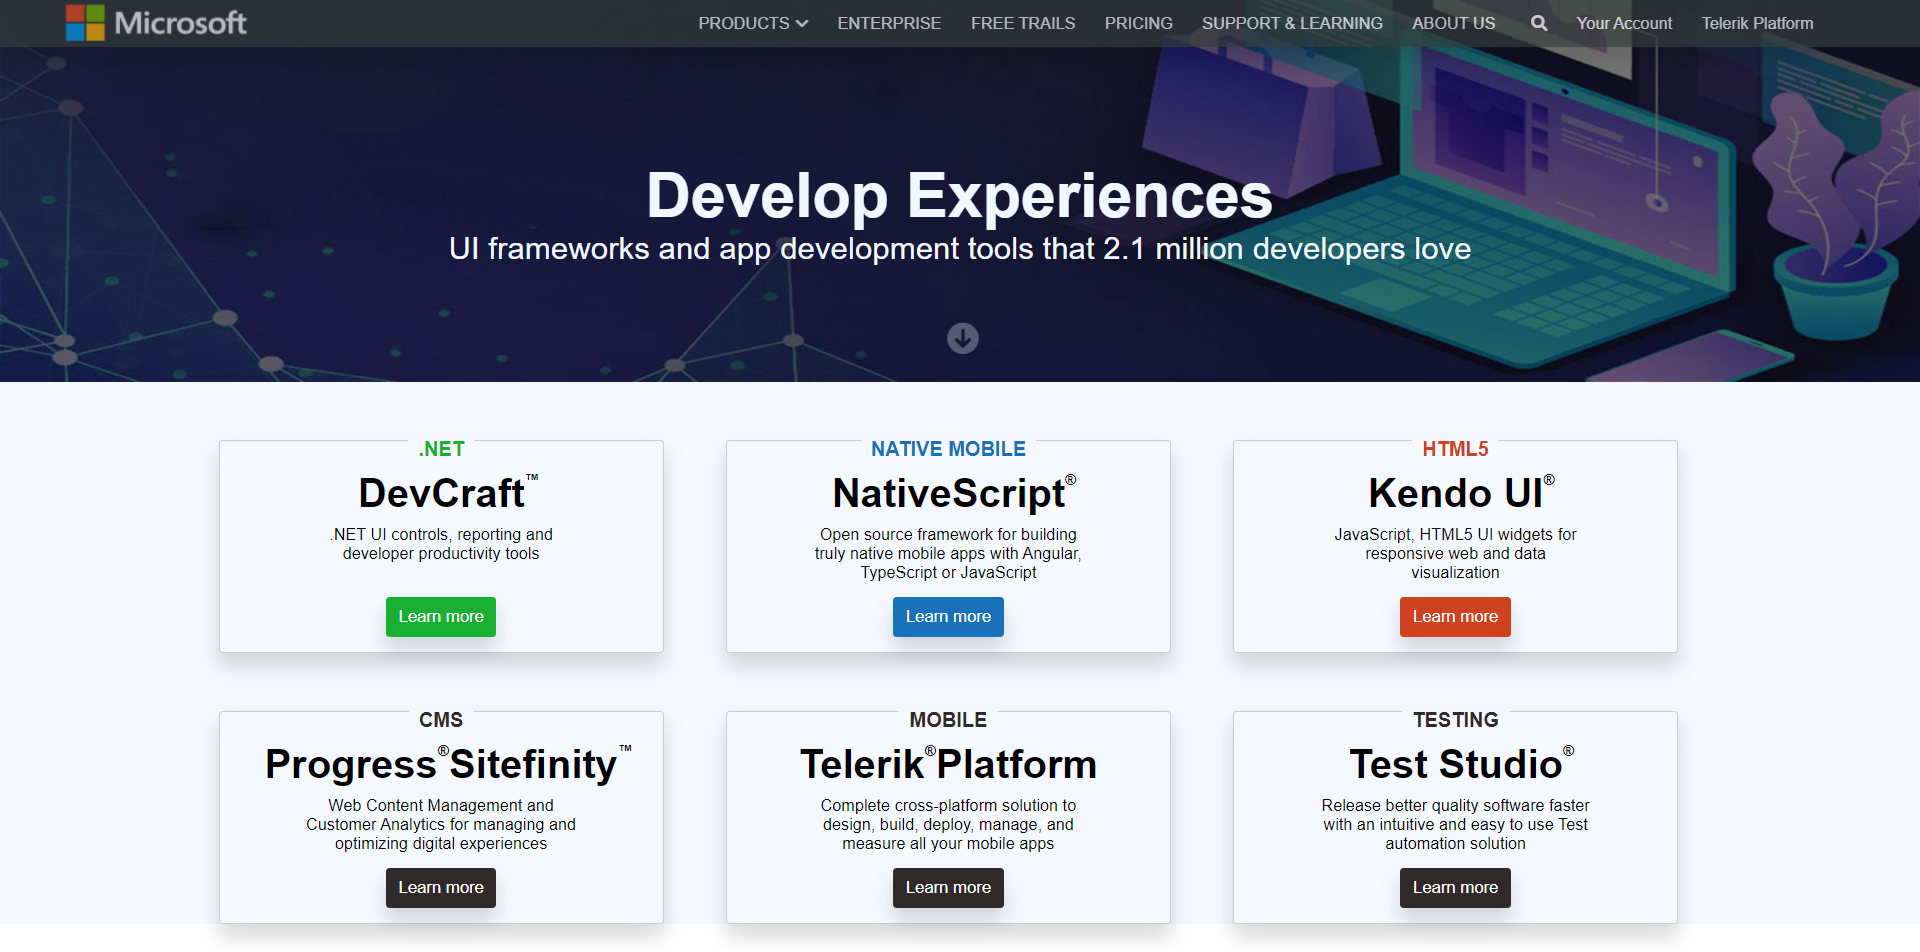 Microsoft
PRODUCTS ENTERPRISE FREE TRAILS PRICING SUPPORT & LEARNING ABOUT US Your Account Telerik Platform
Develop Experiences
UI frameworks and app development tools that 2.1 million developers love
.NET
DevCraft™
.NET UI controls, reporting and
developer productivity tools
Learn more
NATIVE MOBILE
NativeScript®
Open source framework for building
truly native mobile apps with Angular,
TypeScript or JavaScript
Learn more
HTML5
Kendo UI®
JavaScript, HTML5 UI widgets for
responsive web and data
visualization
Learn more
CMS
Progress®Sitefinity™
Web Content Management and
Customer Analytics for managing and
optimizing digital experiences
Learn more
MOBILE
Telerik®Platform
Complete cross-platform solution to
design, build, deploy, manage, and
measure all your mobile apps
Learn more
TESTING
Test Studio®
Release better quality software faster
with an intuitive and easy to use Test
automation solution
Learn more